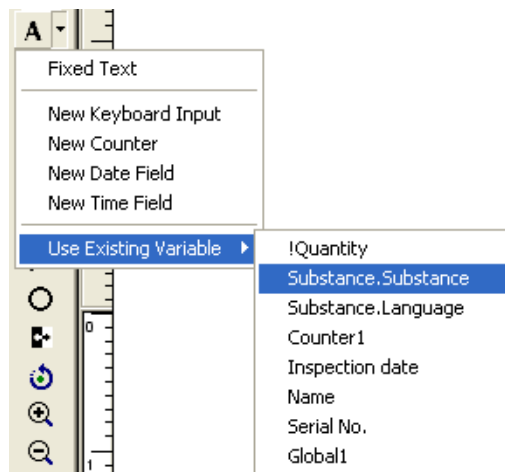 A
Fixed Text
New Keyboard Input
New Counter
New Date Field
New Time Field
Use Existing Variable
!Quantity
Substance.Substance
Substance.Language
Counter1
Inspection date
Name
Serial No.
Global1
0
1